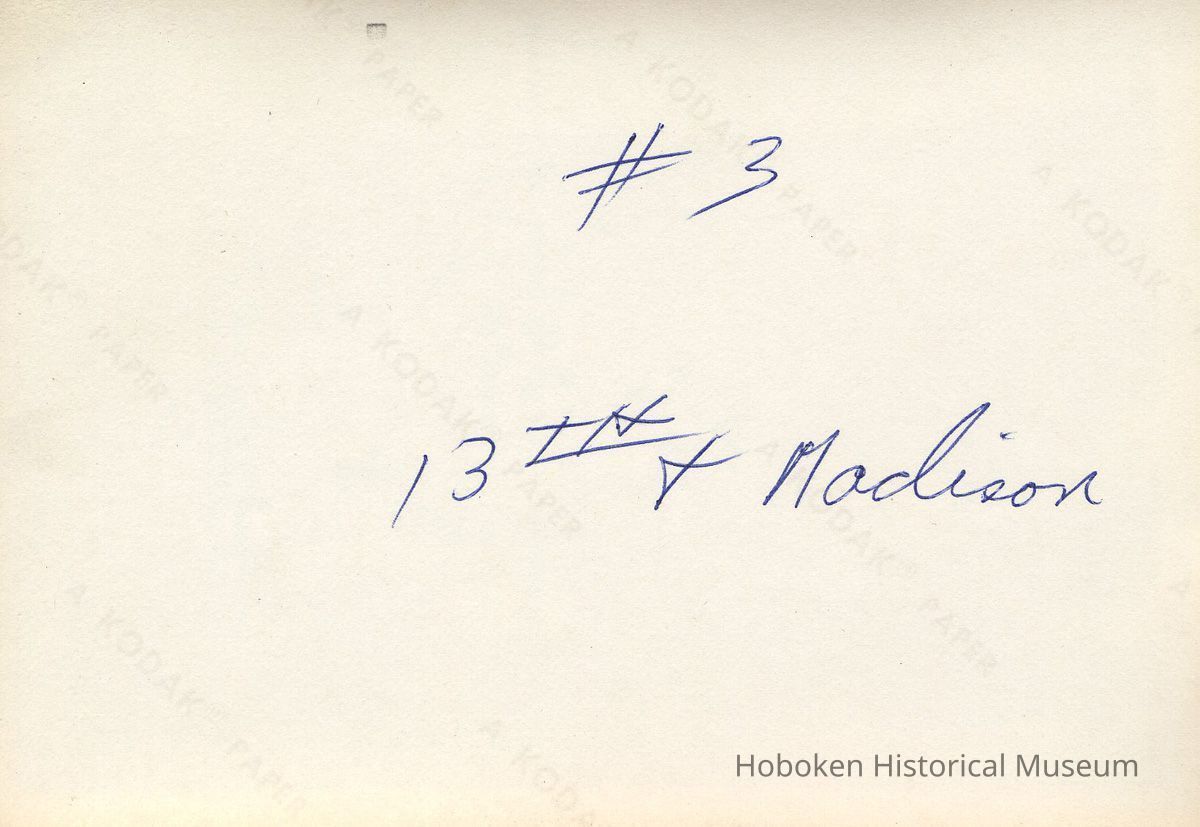 # 3
13TH & Madison
A KODAK PAPER
Hoboken Historical Museum